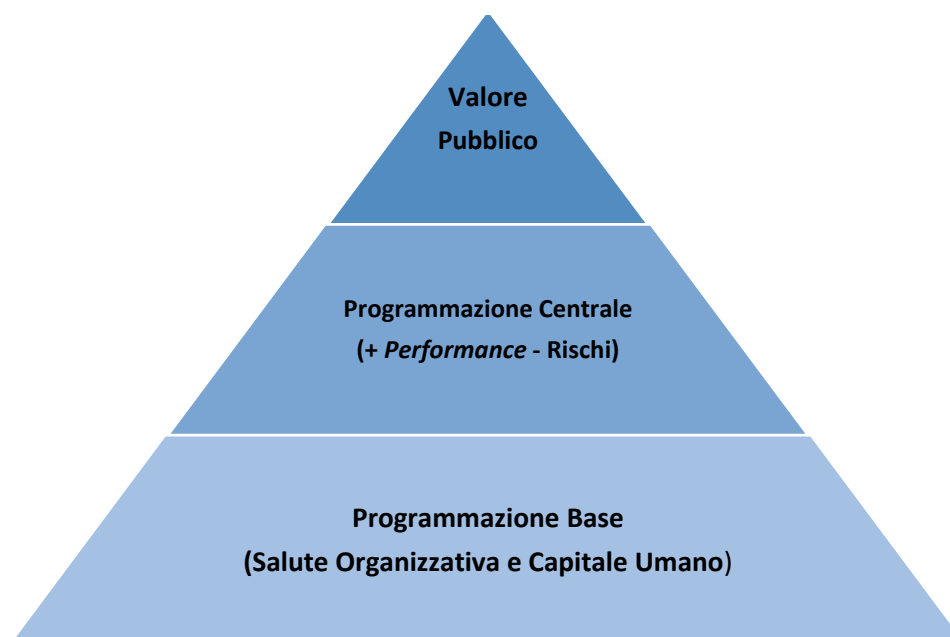 Valore
Pubblico
Programmazione Centrale
(+ Performance - Rischi)
Programmazione Base
(Salute Organizzativa e Capitale Umano)